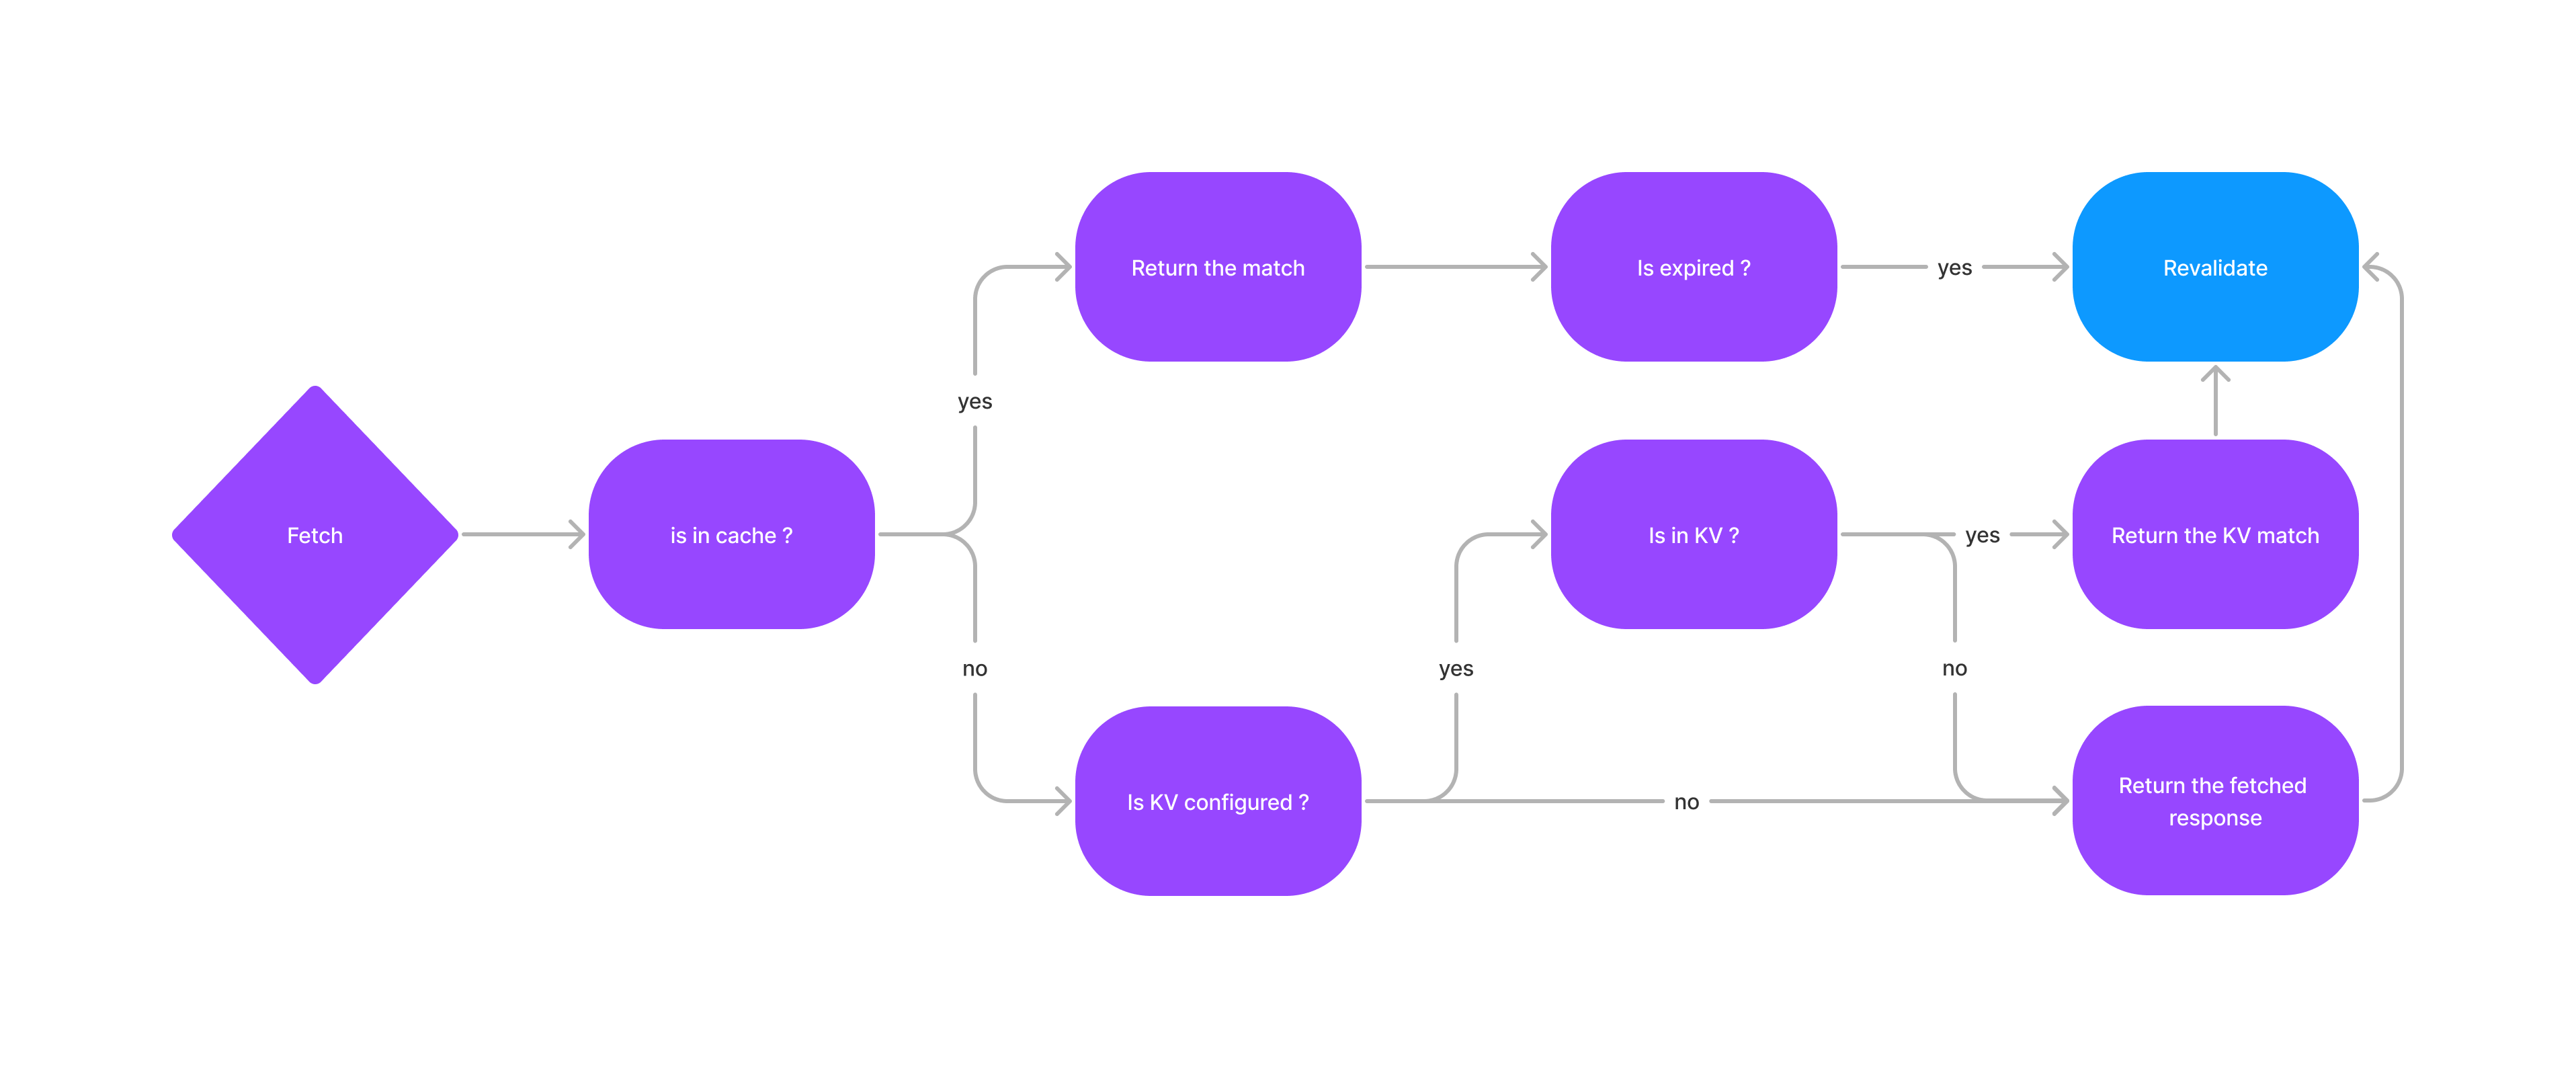 Return the match
Is expired ?
yes
Revalidate
yes
Fetch
is in cache ?
Is in KV ?
yes
Return the KV match
no
yes
no
Is KV configured ?
no
Return the fetched
response